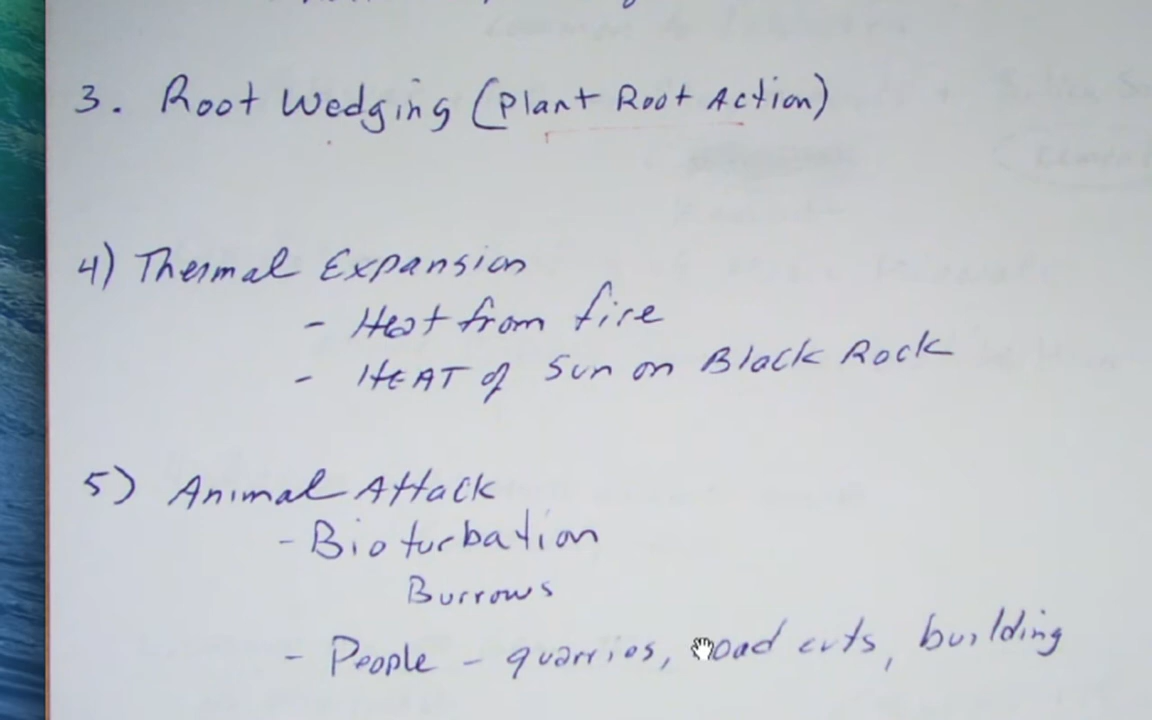 3. Root Wedging (Plant Root Action)
4) Thermal Expansion
- Heat from fire
- HEAT of Sun on Black Rock
5) Animal Attack
- Bioturbation
Burrows
- People - quarries, road cuts, building